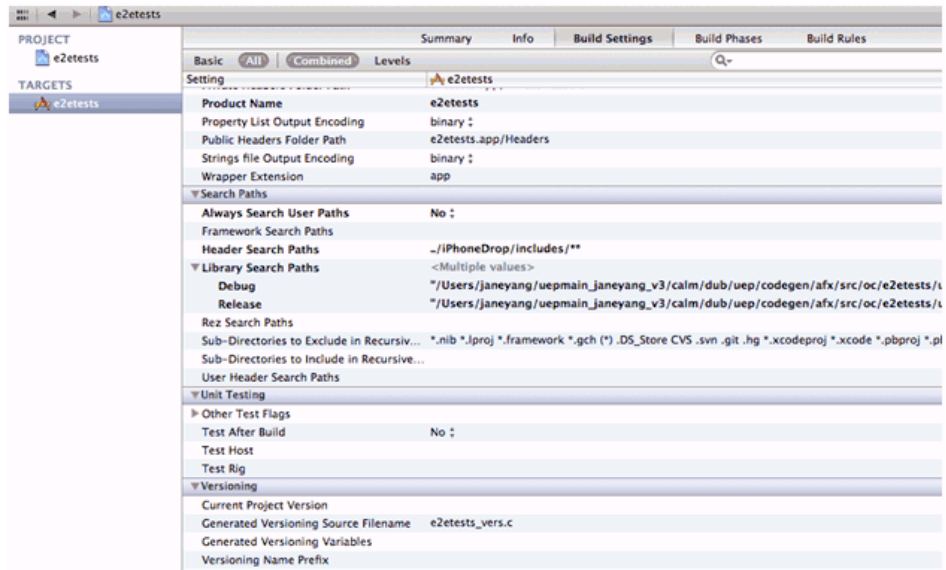 e2etests
PROJECT
e2etests
TARGETS
e2etests
Summary Info Build Settings Build Phases Build Rules
Basic All Combined Levels
Setting e2etests
Product Name e2etests
Property List Output Encoding binary
Public Headers Folder Path e2etests.app/Headers
Strings file Output Encoding binary
Wrapper Extension app
Search Paths
Always Search User Paths No
Framework Search Paths
Header Search Paths ../iPhoneDrop/includes/**
Library Search Paths <Multiple values>
Debug "/Users/janeyang/uepmain_janeyang_v3/calm/dub/uep/codegen/afx/src/oc/e2etests/u
Release "/Users/janeyang/uepmain_janeyang_v3/calm/dub/uep/codegen/afx/src/oc/e2etests/u
Rez Search Paths
Sub-Directories to Exclude in Recursiv... *.nib *.lproj *.framework *.gch (*) .DS_Store CVS .svn .git .hg *.xcodeproj *.xcode *.pbproj *.pl
Sub-Directories to Include in Recursive...
User Header Search Paths
Unit Testing
Other Test Flags
Test After Build No
Test Host
Test Rig
Versioning
Current Project Version
Generated Versioning Source Filename e2etests_vers.c
Generated Versioning Variables
Versioning Name Prefix